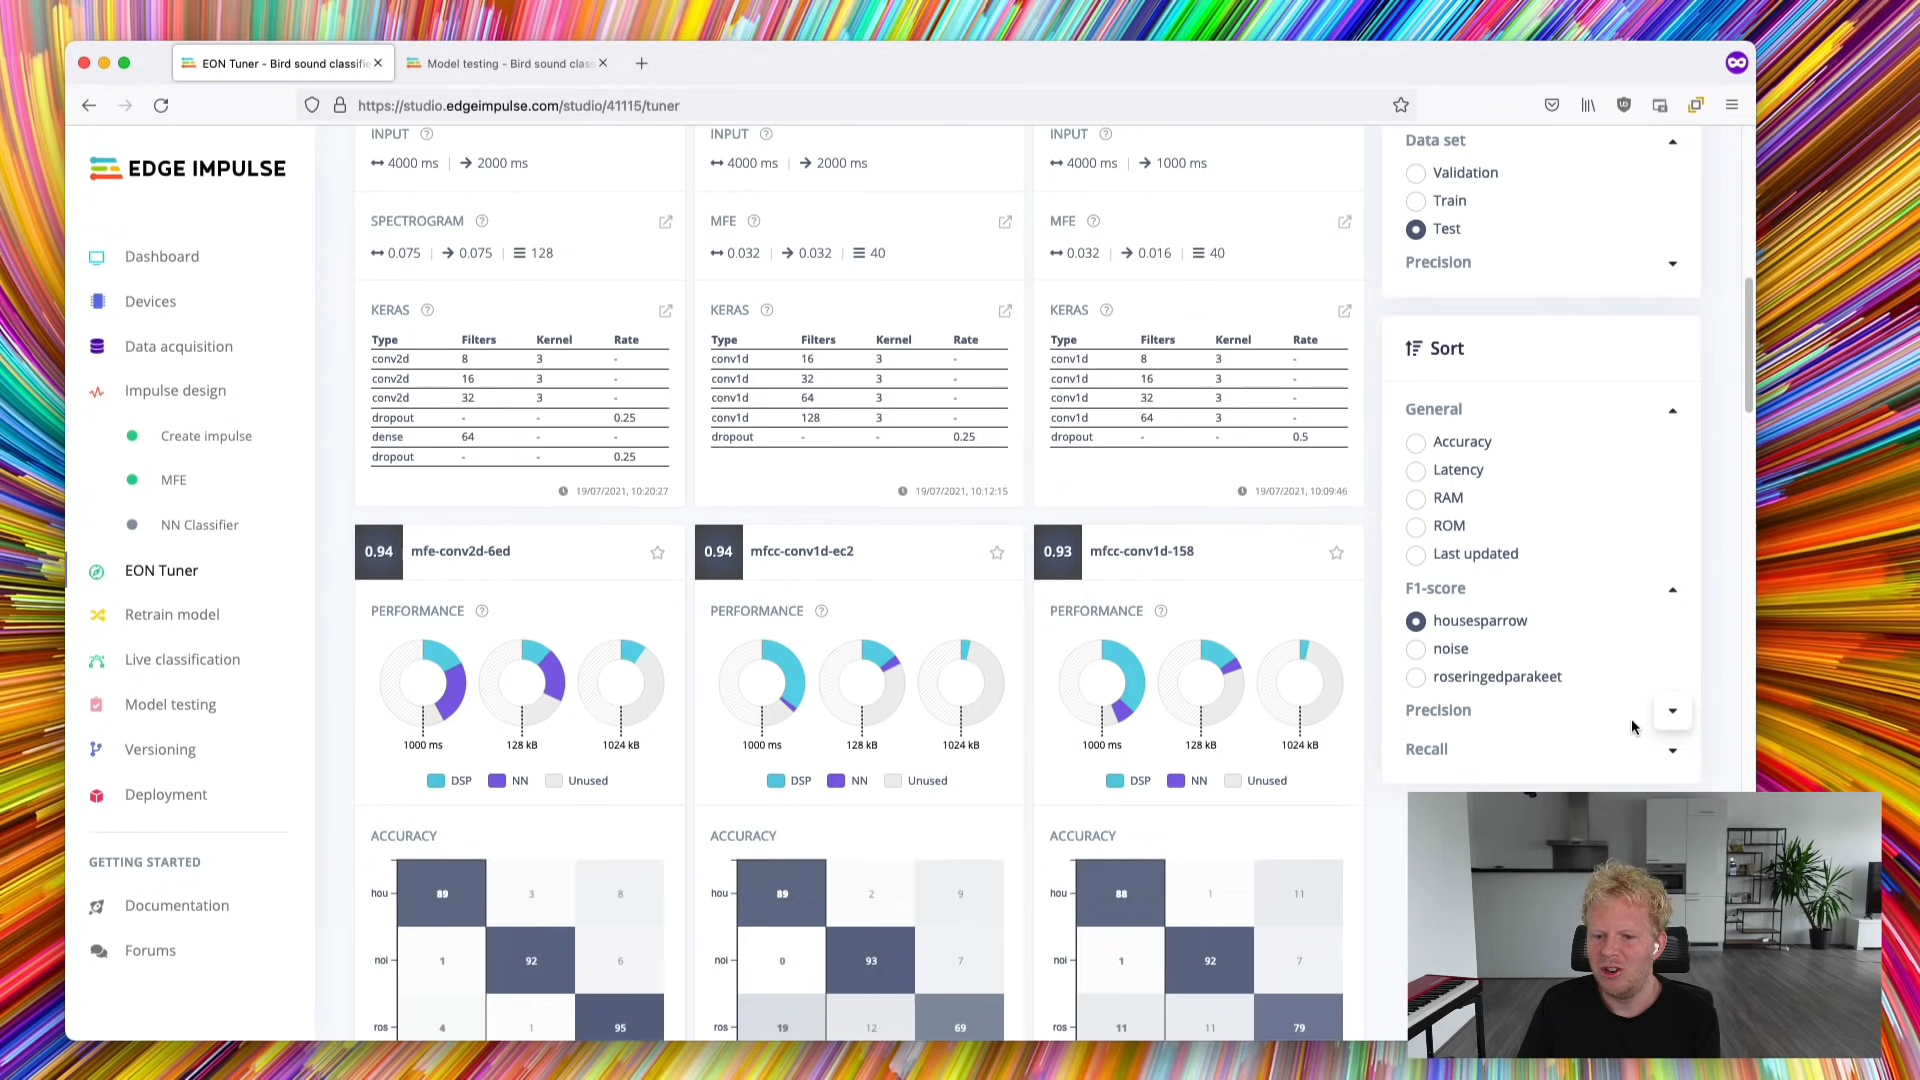 EON Tuner - Bird sound classifie
Model testing - Bird sound class
https://studio.edgeimpulse.com/studio/41115/tuner
EDGE IMPULSE
Dashboard
Devices
Data acquisition
Impulse design
Create impulse
MFE
NN Classifier
EON Tuner
Retrain model
Live classification
Model testing
Versioning
Deployment
GETTING STARTED
Documentation
Forums
INPUT
4000 ms | 2000 ms
SPECTROGRAM
0.075 | 0.075 128
KERAS
Type Filters Kernel Rate
conv2d 8 3 -
conv2d 16 3 -
conv2d 32 3 -
dropout - - 0.25
dense 64 - -
dropout - - 0.25
19/07/2021, 10:20:27
INPUT
4000 ms | 2000 ms
MFE
0.032 | 0.032 40
KERAS
Type Filters Kernel Rate
conv1d 16 3 -
conv1d 32 3 -
conv1d 64 3 -
conv1d 128 3 -
dropout - - 0.25
19/07/2021, 10:12:15
INPUT
4000 ms | 1000 ms
MFE
0.032 | 0.016 40
KERAS
Type Filters Kernel Rate
conv1d 8 3 -
conv1d 16 3 -
conv1d 32 3 -
conv1d 64 3 -
dropout - - 0.5
19/07/2021, 10:09:46
0.94 mfe-conv2d-6ed
PERFORMANCE
1000 ms 128 kB 1024 kB
DSP NN Unused
ACCURACY
hou 89 3 8
noi 1 92 6
ros 4 1 95
0.94 mfcc-conv1d-ec2
PERFORMANCE
1000 ms 128 kB 1024 kB
DSP NN Unused
ACCURACY
hou 89 2 9
noi 0 93 7
ros 19 12 69
0.93 mfcc-conv1d-158
PERFORMANCE
1000 ms 128 kB 1024 kB
DSP NN Unused
ACCURACY
hou 88 1 11
noi 1 92 7
ros 11 11 79
Data set
Validation
Train
Test
Precision
Sort
General
Accuracy
Latency
RAM
ROM
Last updated
F1-score
housesparrow
noise
roseringedparakeet
Precision
Recall